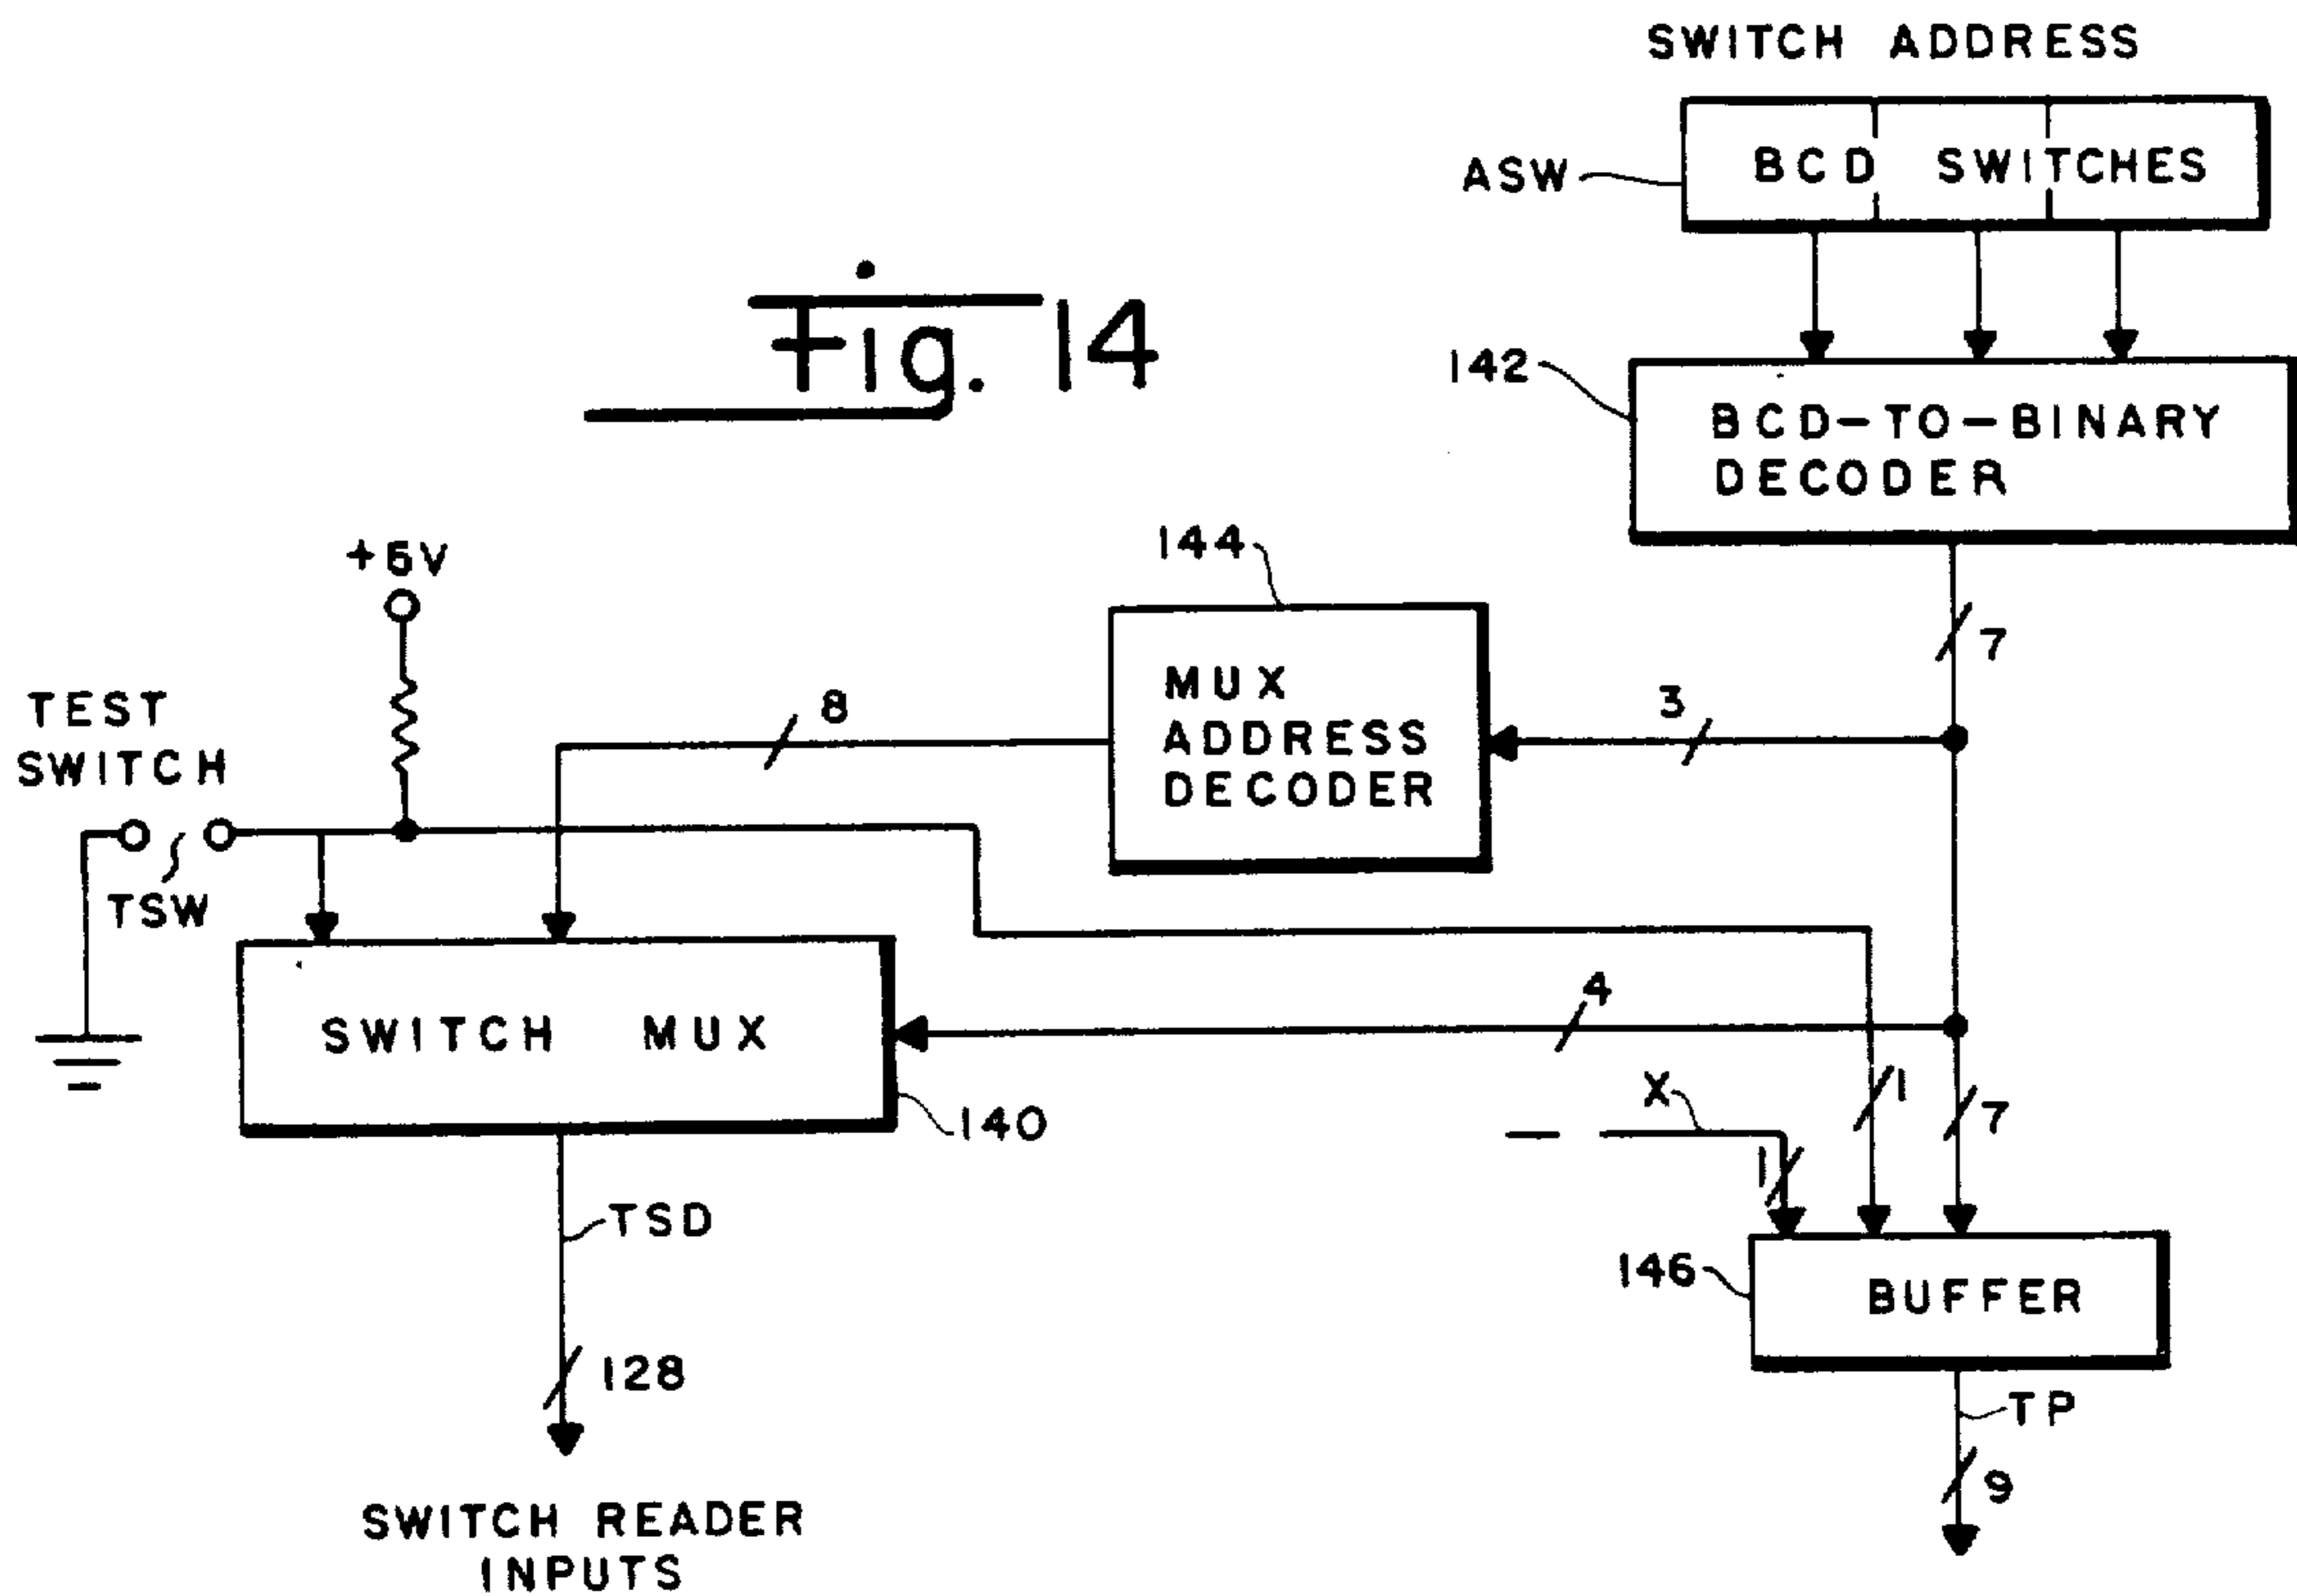 SWITCH ADDRESS
ASW
BCD SWITCHES
Fig. 14
142
BCD-TO-BINARY
DECODER
144
+5V
7
MUX
ADDRESS
DECODER
8
3
TEST
SWITCH
TSW
4
SWITCH MUX
140
X
1
1
7
TSD
146
BUFFER
128
TP
9
SWITCH READER
INPUTS